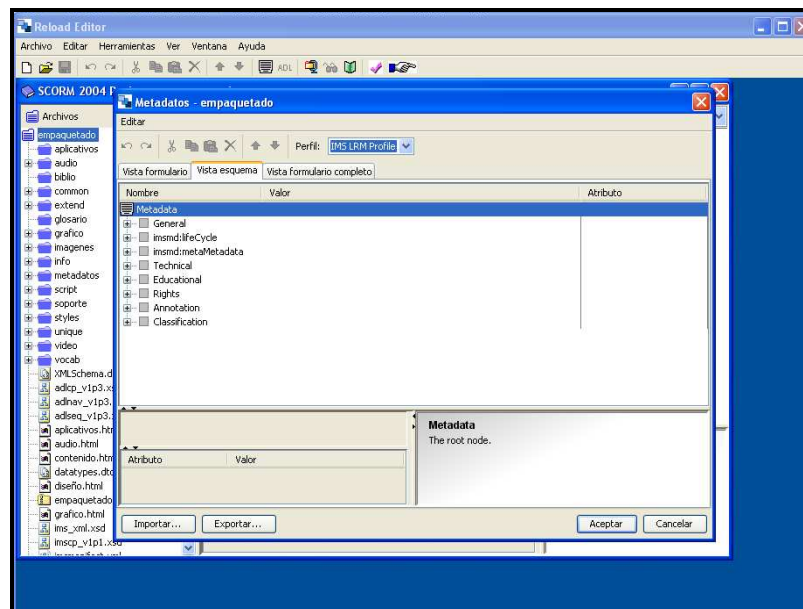 Reload Editor
Archivo Editar Herramientas Ver Ventana Ayuda
ADL
SCORM 2004
Metadatos - empaquetado
Archivos
Editar
Perfil: IMS LRM Profile
Vista formulario Vista esquema Vista formulario completo
Nombre Valor Atributo
Metadata
General
imsmd:lifeCycle
imsmd:metaMetadata
Technical
Educational
Rights
Annotation
Classification
empaquetado
aplicativos
audio
biblio
common
extend
glosario
grafico
imagenes
info
metadatos
script
soporte
styles
unique
video
vocab
XMLSchema.d
adlcp_v1p3.xs
adlnav_v1p3.
adlseq_v1p3.
aplicativos.htm
audio.html
contenido.htm
datatypes.dtd
diseño.html
empaquetado
grafico.html
ims_xml.xsd
imscp_v1p1.xsd
Metadata
The root node.
Atributo Valor
Importar... Exportar... Aceptar Cancelar